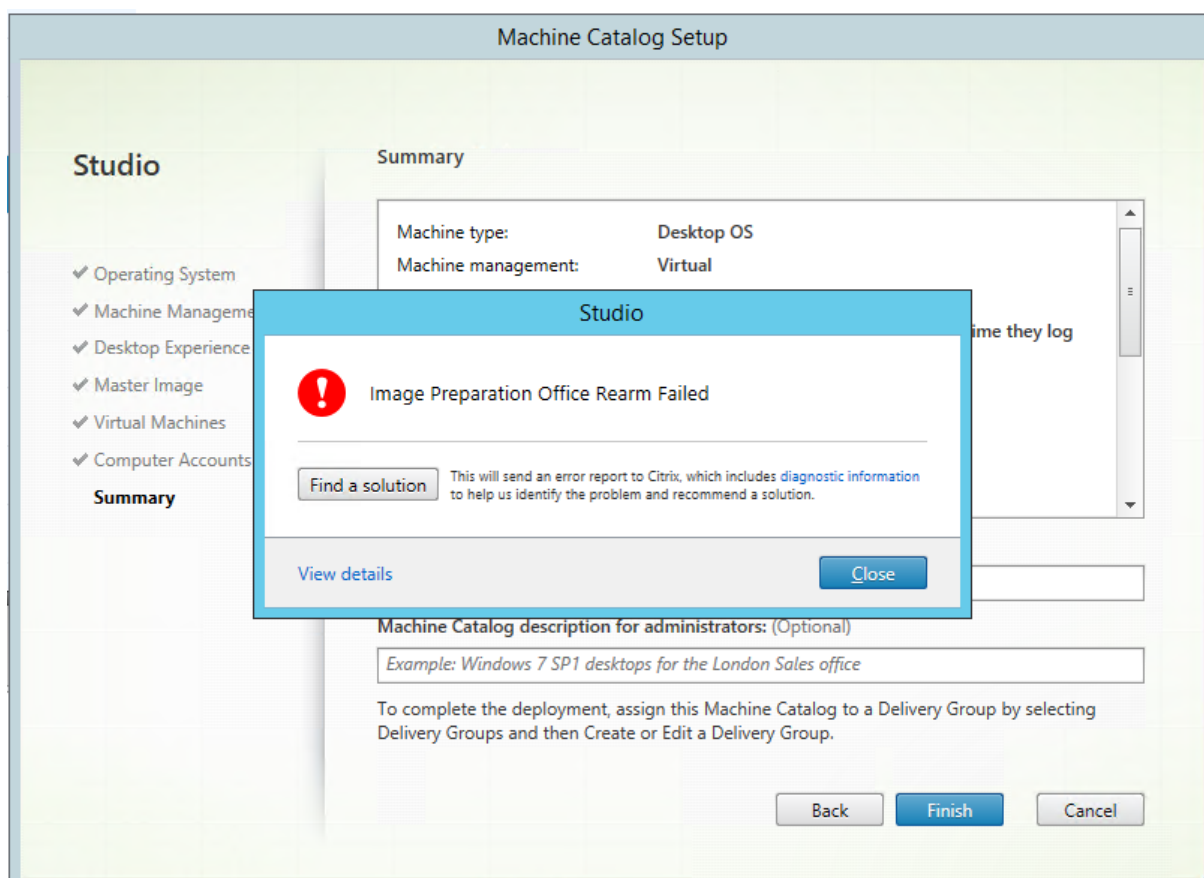 Machine Catalog Setup
Studio
Operating System
Machine Manageme
Desktop Experience
Master Image
Virtual Machines
Computer Accounts
Summary
Summary
Machine type: Desktop OS
Machine management: Virtual
ime they log
Studio
Image Preparation Office Rearm Failed
Find a solution
This will send an error report to Citrix, which includes diagnostic information
to help us identify the problem and recommend a solution.
View details
Close
Machine Catalog description for administrators: (Optional)
Example: Windows 7 SP1 desktops for the London Sales office
To complete the deployment, assign this Machine Catalog to a Delivery Group by selecting
Delivery Groups and then Create or Edit a Delivery Group.
Back
Finish
Cancel